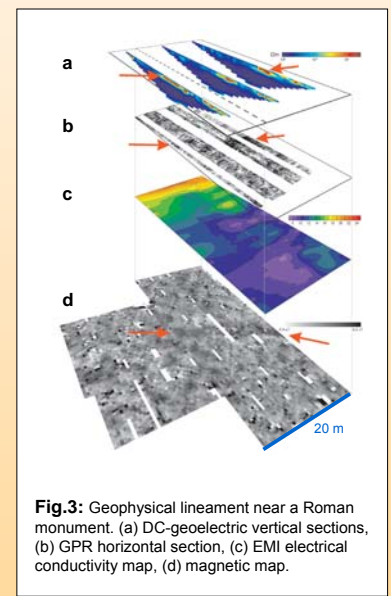 a
b
c
d
20 m
Fig.3: Geophysical lineament near a Roman
monument. (a) DC-geoelectric vertical sections,
(b) GPR horizontal section, (c) EMI electrical
conductivity map, (d) magnetic map.